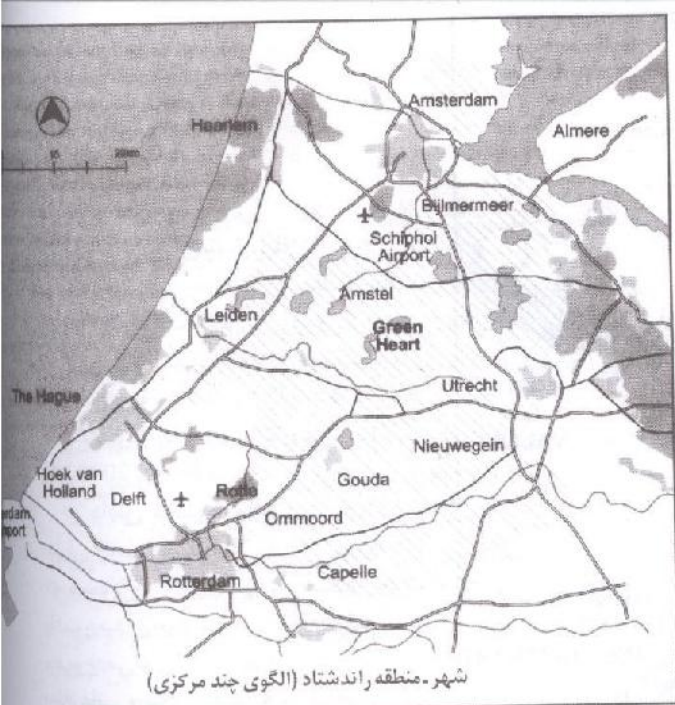 Amsterdam
Haarlem
Almere
Bijlmermeer
Schiphol
Airport
Amstel
Leiden
Green
Heart
The Hague
Utrecht
Nieuwegein
Hoek van
Holland
Delft
Rotte
Gouda
Ommoord
Rotterdam
Capelle
شهر ـ منطقه راندشتاد (الگوی چند مرکزی)